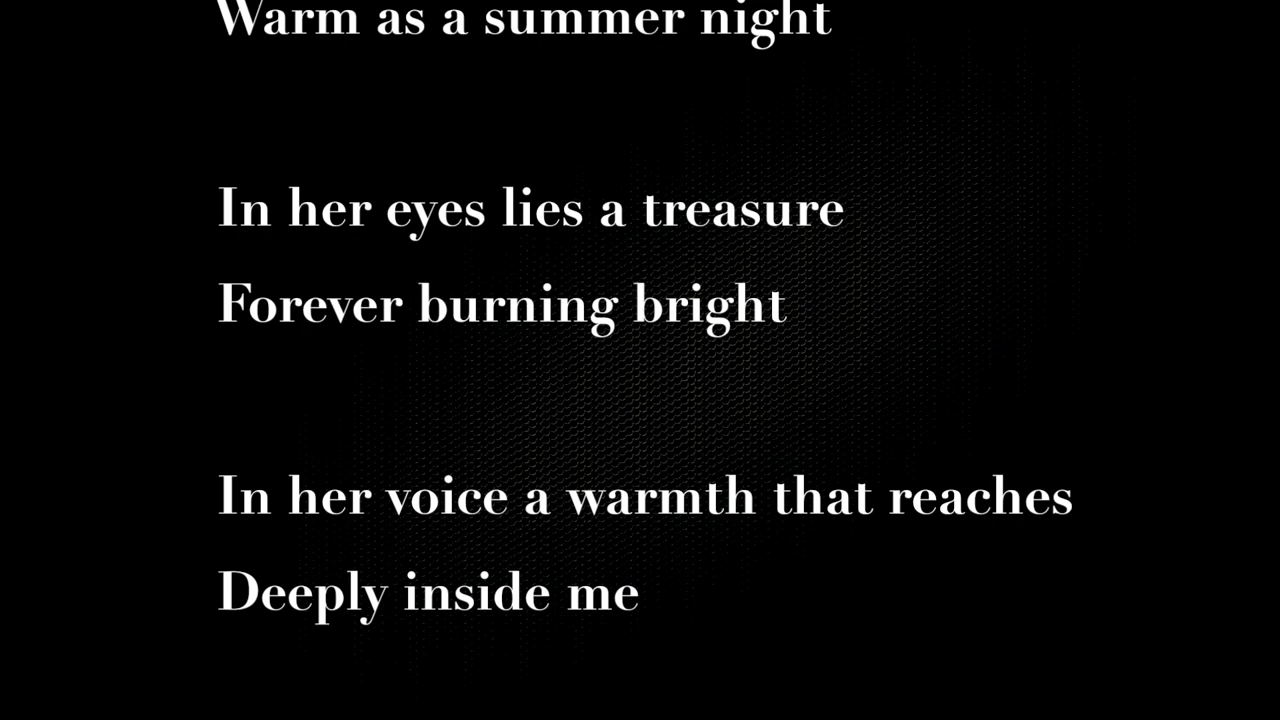 Warm as a summer night
In her eyes lies a treasure
Forever burning bright
In her voice a warmth that reaches
Deeply inside me